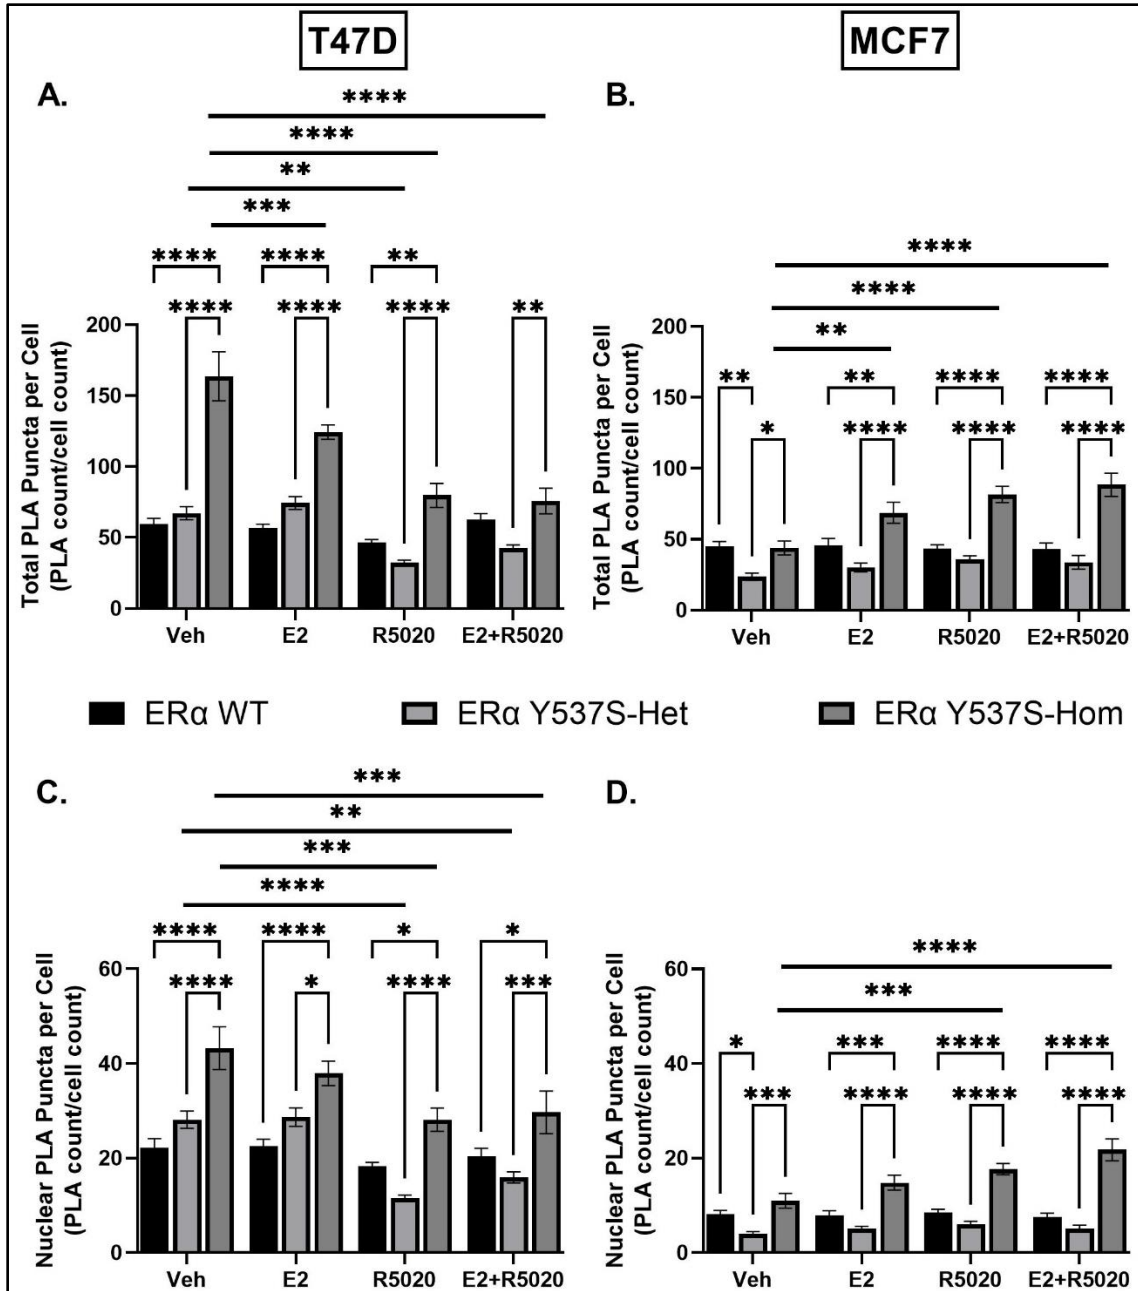 T47D
MCF7
A.
****
****
**
***
**** **** **
**** **** **** **
Total PLA Puncta per Cell
(PLA count/cell count)
200
150
100
50
0
Veh E2 R5020 E2+R5020
B.
****
****
**
** ** **** ****
* **** **** ****
Total PLA Puncta per Cell
(PLA count/cell count)
200
150
100
50
0
Veh E2 R5020 E2+R5020
ERα WT ERα Y537S-Het ERα Y537S-Hom
C.
***
**
***
****
**** **** * *
**** * **** ***
Nuclear PLA Puncta per Cell
(PLA count/cell count)
60
40
20
0
Veh E2 R5020 E2+R5020
D.
****
***
* *** **** ****
*** **** **** ****
Nuclear PLA Puncta per Cell
(PLA count/cell count)
60
40
20
0
Veh E2 R5020 E2+R5020